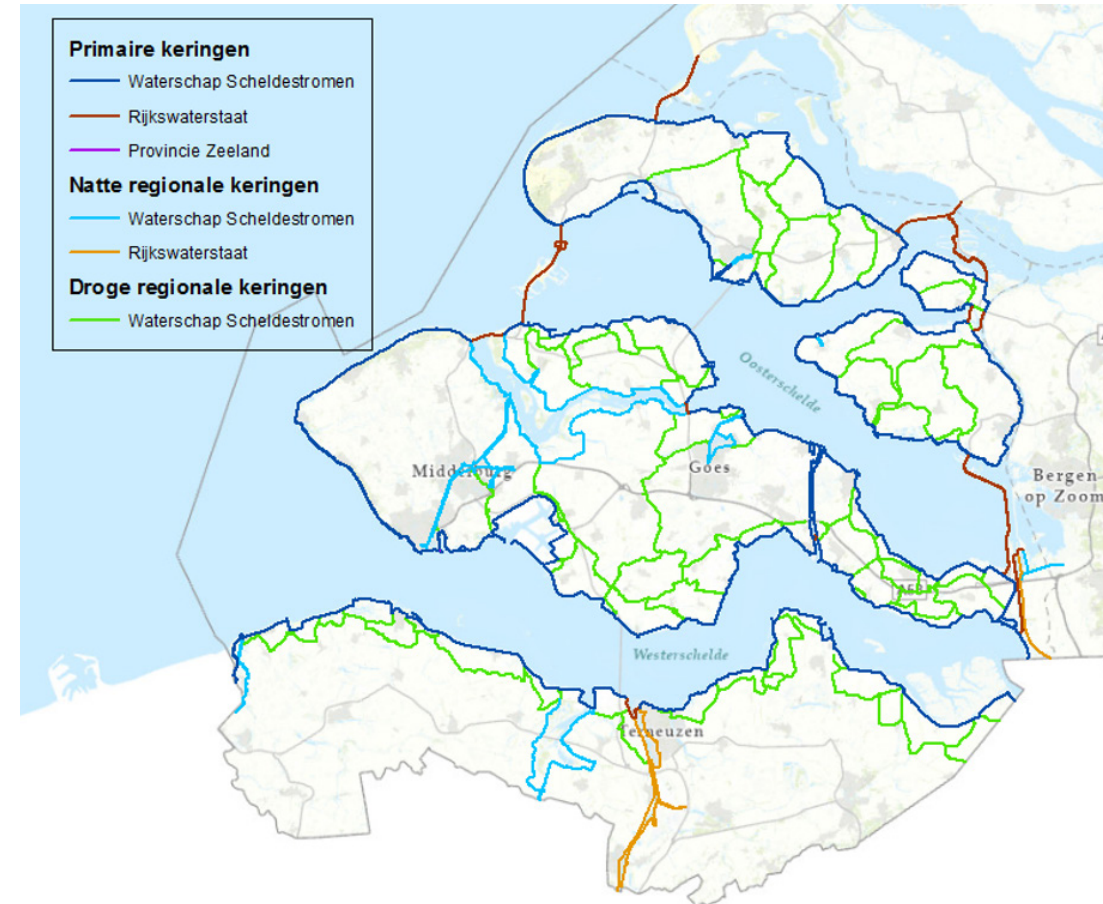 Primaire keringen
Waterschap Scheldestromen
Rijkswaterstaat
Provincie Zeeland
Natte regionale keringen
Waterschap Scheldestromen
Rijkswaterstaat
Droge regionale keringen
Waterschap Scheldestromen
Oosterschelde
Middelburg
Goes
Bergen
op Zoom
Westerschelde
Terneuzen